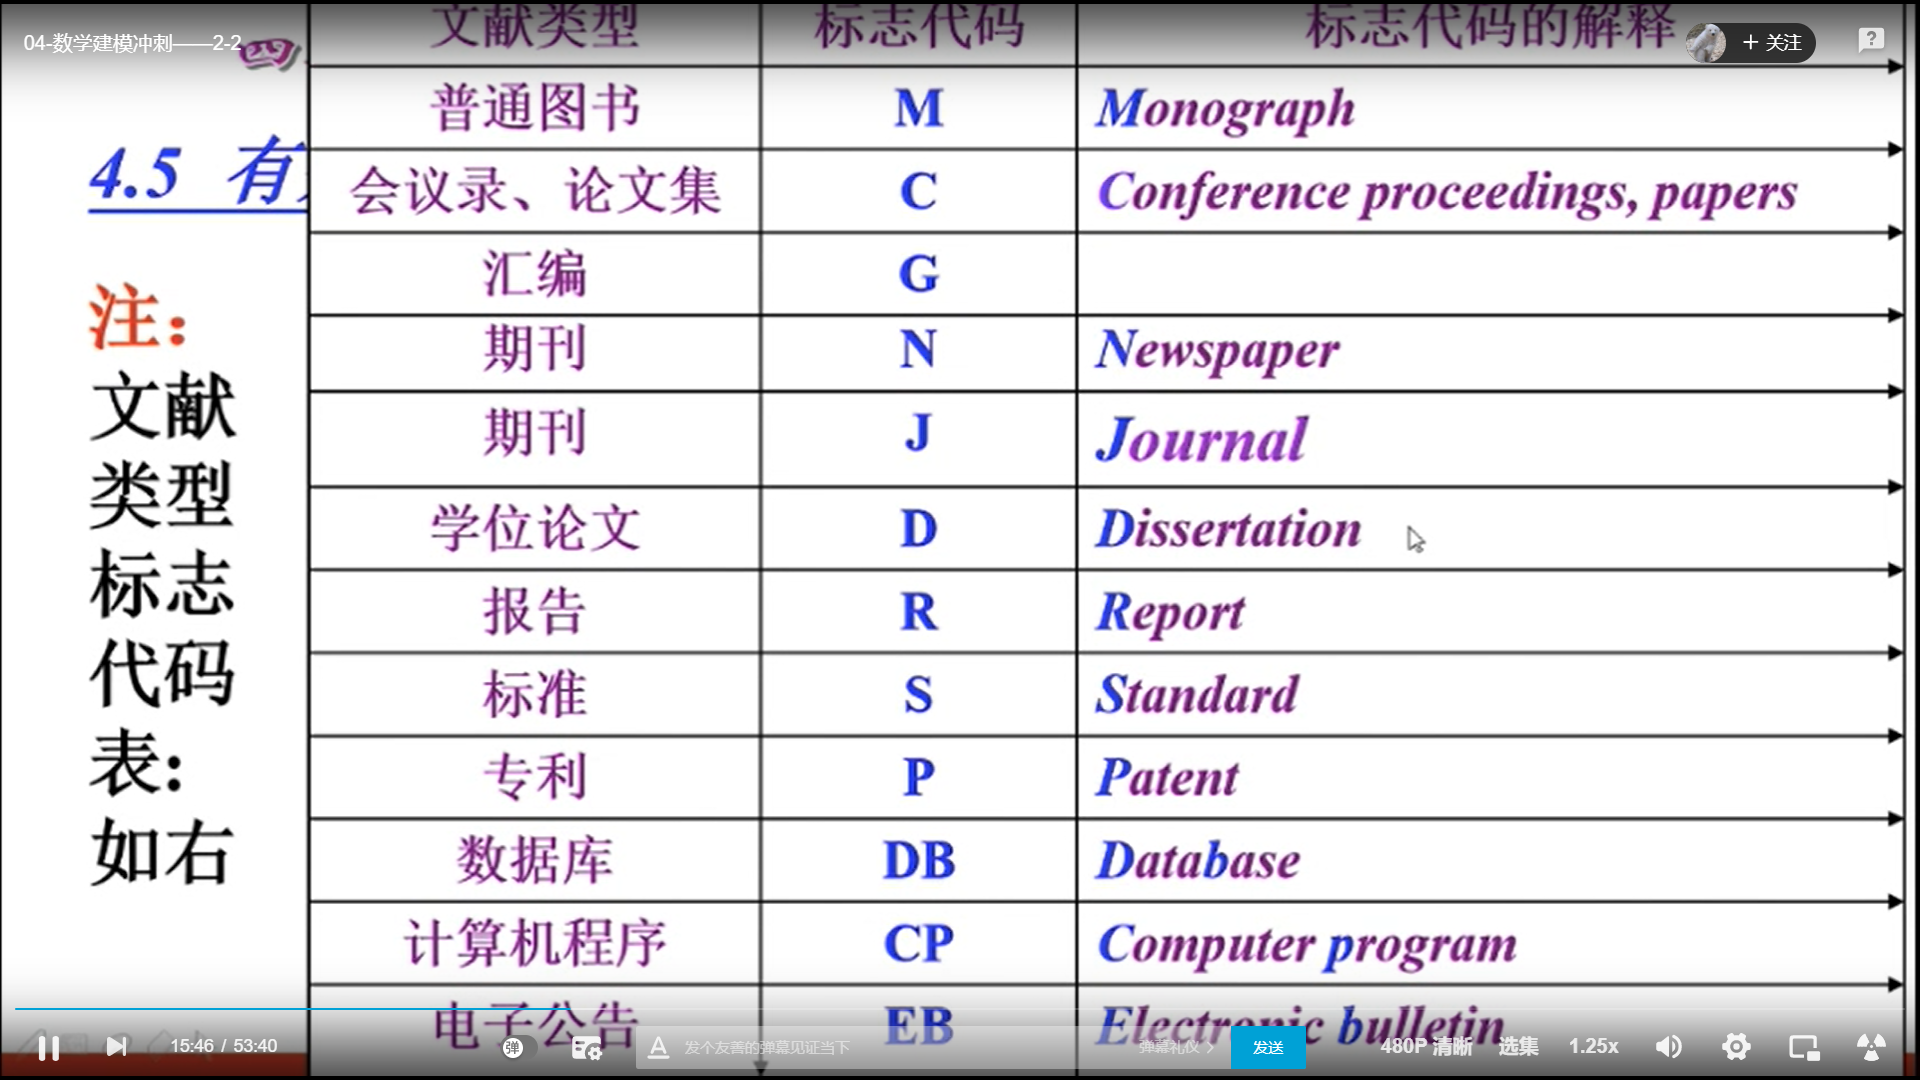 04-数学建模冲刺——2-2
四
+ 关注
文献类型 标志代码 标志代码的解释
普通图书 M Monograph
会议录、论文集 C Conference proceedings, papers
汇编 G
期刊 N Newspaper
期刊 J Journal
学位论文 D Dissertation
报告 R Report
标准 S Standard
专利 P Patent
数据库 DB Database
计算机程序 CP Computer program
电子公告 EB Electronic bulletin
4.5 有
注:
文献
类型
标志
代码
表:
如右
15:46 / 53:40
弹
A 发个友善的弹幕见证当下
弹幕礼仪 >
发送
480P 清晰
选集
1.25x